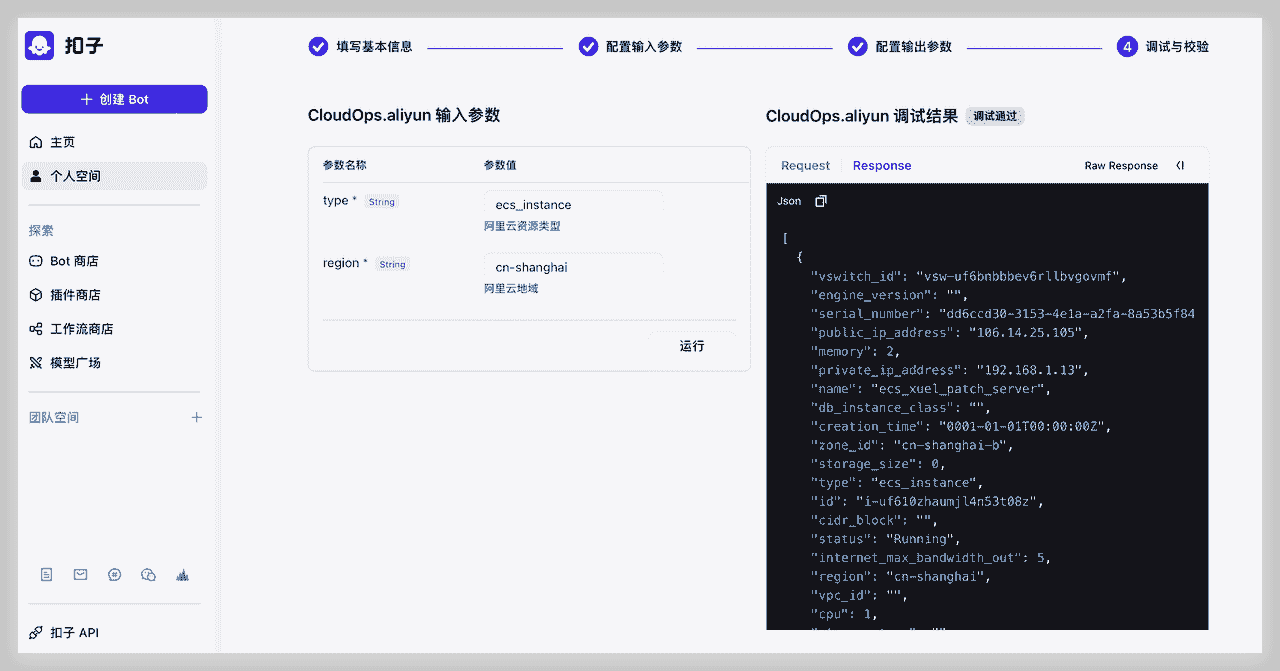 扣子
填写基本信息
配置输入参数
配置输出参数
4 调试与校验
创建 Bot
主页
个人空间
探索
Bot 商店
插件商店
工作流商店
模型广场
团队空间
扣子 API
CloudOps.aliyun 输入参数
参数名称 参数值
type * String ecs_instance
阿里云资源类型
region * String cn-shanghai
阿里云地域
运行
CloudOps.aliyun 调试结果 调试通过
Request Response Raw Response
Json
[
{
"vswitch_id": "vsw-uf6bnbbbev6rllbvgovmf",
"engine_version": "",
"serial_number": "dd6ccd30-3153-4e1a-a2fa-8a53b5f84
"public_ip_address": "106.14.25.105",
"memory": 2,
"private_ip_address": "192.168.1.13",
"name": "ecs_xuel_patch_server",
"db_instance_class": "",
"creation_time": "0001-01-01T00:00:00Z",
"zone_id": "cn-shanghai-b",
"storage_size": 0,
"type": "ecs_instance",
"id": "i-uf610zhaumjl4n53t08z",
"cidr_block": "",
"status": "Running",
"internet_max_bandwidth_out": 5,
"region": "cn-shanghai",
"vpc_id": "",
"cpu": 1,